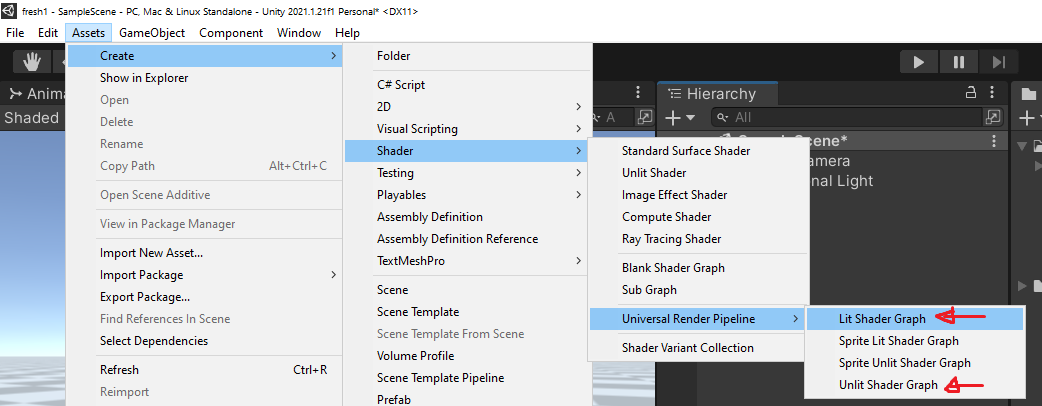 fresh1 - SampleScene - PC, Mac & Linux Standalone - Unity 2021.1.21f1 Personal* <DX11>
File Edit Assets GameObject Component Window Help
Create
Show in Explorer
Open
Delete
Rename
Copy Path Alt+Ctrl+C
Open Scene Additive
View in Package Manager
Import New Asset...
Import Package
Export Package...
Find References In Scene
Select Dependencies
Refresh Ctrl+R
Reimport
Folder
C# Script
2D
Visual Scripting
Shader
Testing
Playables
Assembly Definition
Assembly Definition Reference
TextMeshPro
Scene
Scene Template
Scene Template From Scene
Volume Profile
Scene Template Pipeline
Prefab
Standard Surface Shader
Unlit Shader
Image Effect Shader
Compute Shader
Ray Tracing Shader
Blank Shader Graph
Sub Graph
Universal Render Pipeline
Shader Variant Collection
Lit Shader Graph
Sprite Lit Shader Graph
Sprite Unlit Shader Graph
Unlit Shader Graph
Anima
Shaded
A
Hierarchy
All
Scene*
amera
nal Light